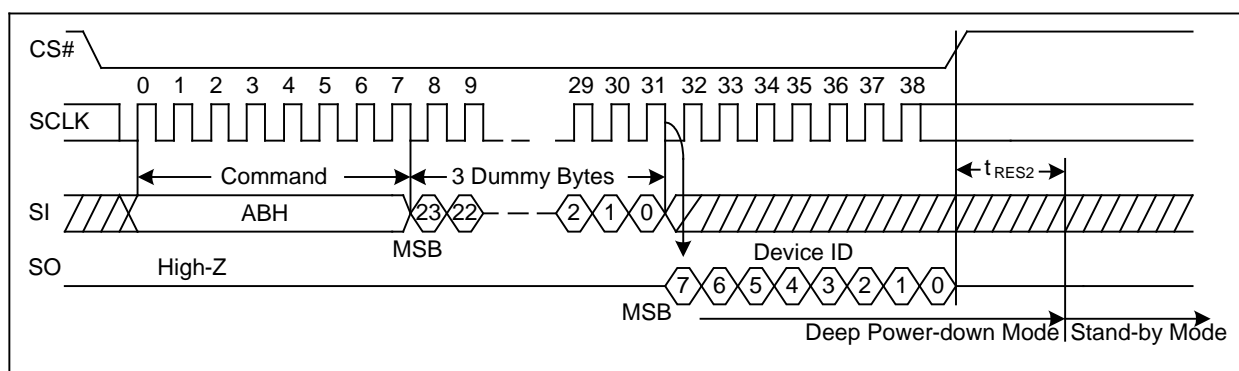 CS#
0 1 2 3 4 5 6 7 8 9 29 30 31 32 33 34 35 36 37 38
SCLK
Command 3 Dummy Bytes tRES2
SI ABH 23 22 2 1 0
MSB
SO High-Z Device ID
7 6 5 4 3 2 1 0
MSB
Deep Power-down Mode Stand-by Mode